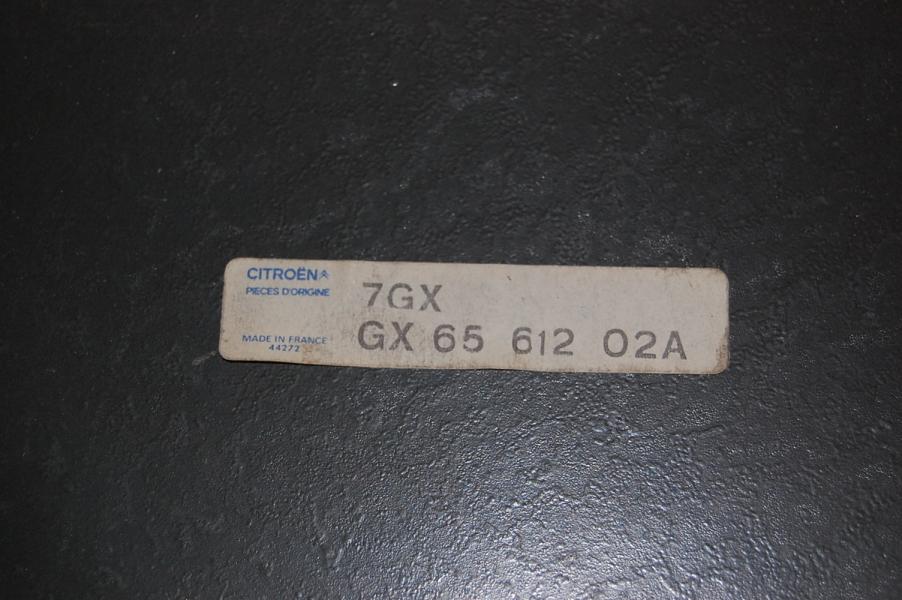 CITROËN
PIECES D'ORIGINE
MADE IN FRANCE
44272
7GX
GX 65 612 02A